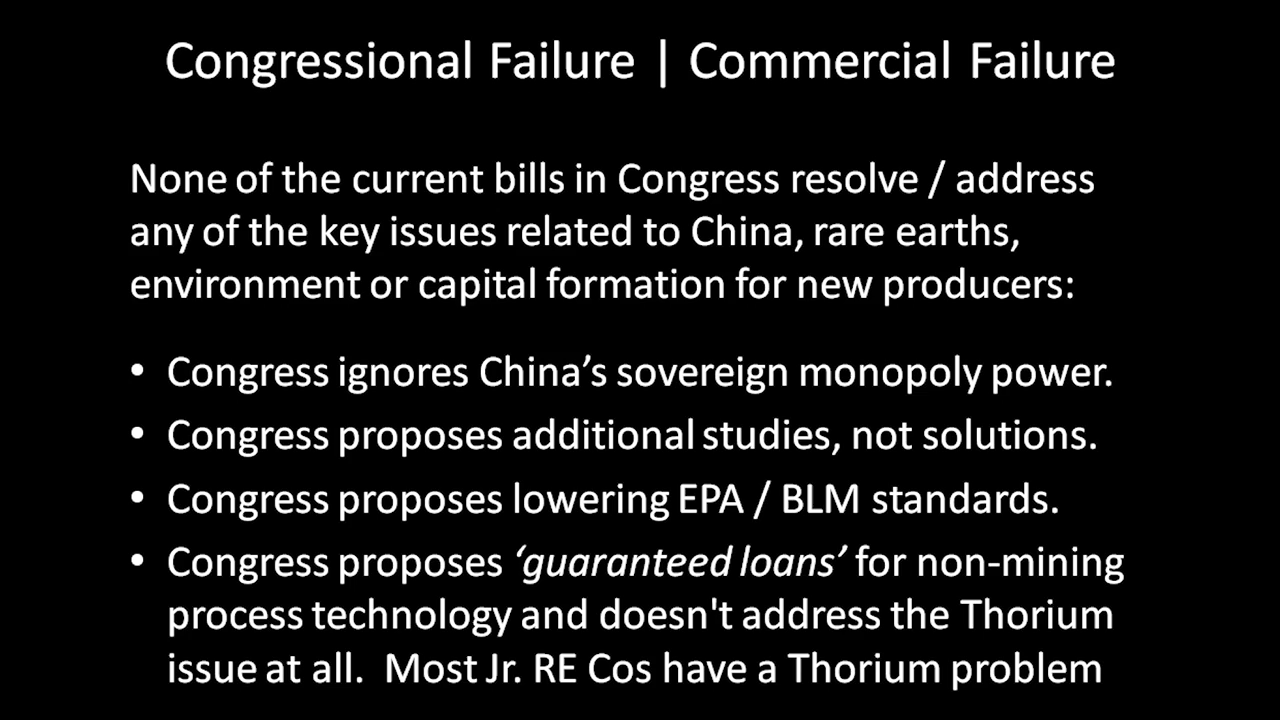 Congressional Failure | Commercial Failure
None of the current bills in Congress resolve / address
any of the key issues related to China, rare earths,
environment or capital formation for new producers:
• Congress ignores China’s sovereign monopoly power.
• Congress proposes additional studies, not solutions.
• Congress proposes lowering EPA / BLM standards.
• Congress proposes ‘guaranteed loans’ for non-mining
process technology and doesn't address the Thorium
issue at all.  Most Jr. RE Cos have a Thorium problem